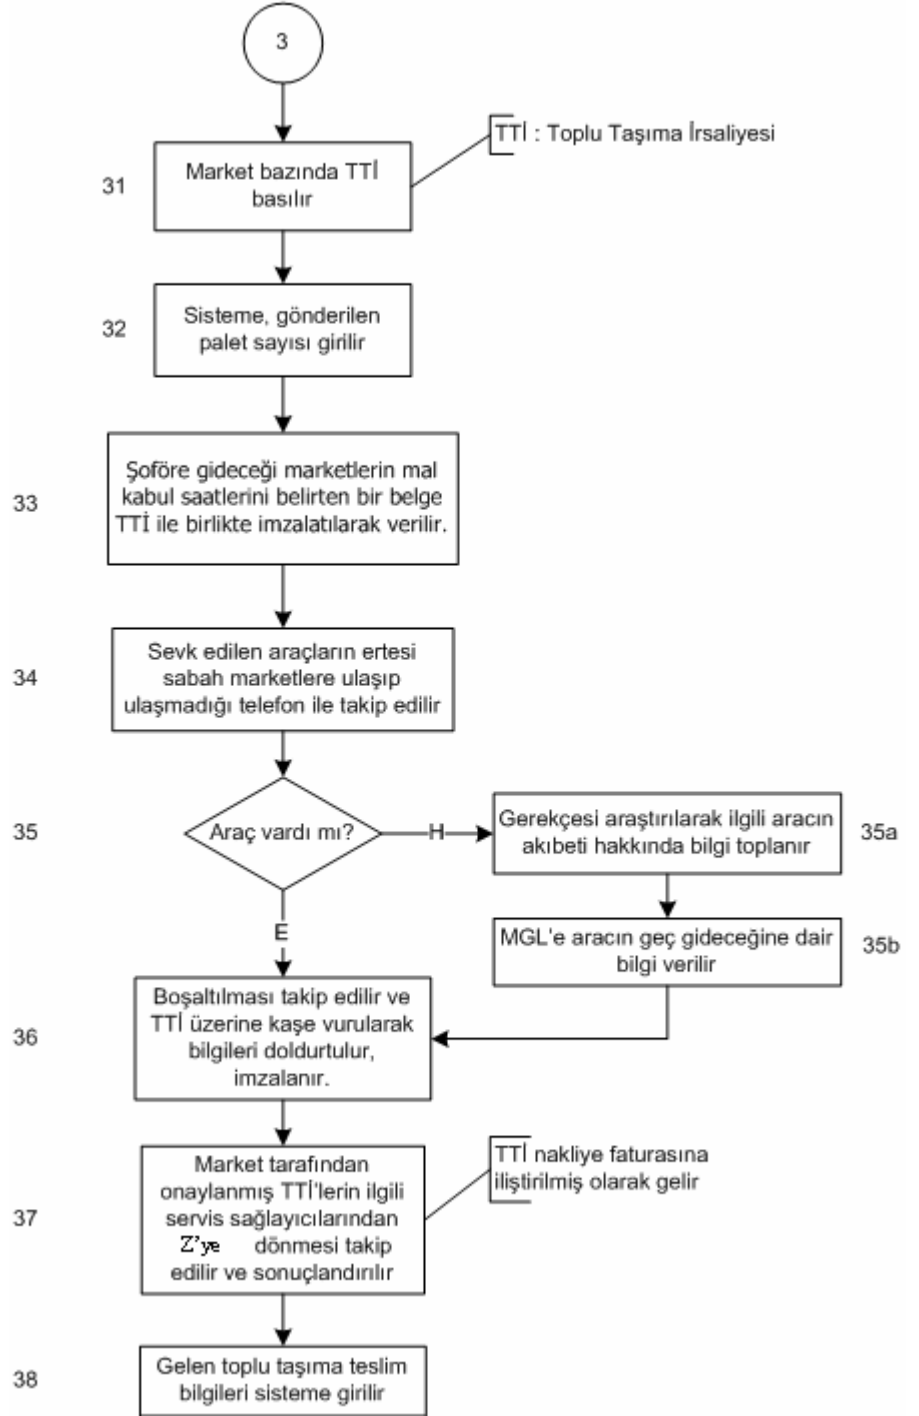 3
TTİ : Toplu Taşıma İrsaliyesi
31
Market bazında TTİ
basılır
32
Sisteme, gönderilen
palet sayısı girilir
33
Şoföre gideceği marketlerin mal
kabul saatlerini belirten bir belge
TTİ ile birlikte imzalatılarak verilir.
34
Sevk edilen araçların ertesi
sabah marketlere ulaşıp
ulaşmadığı telefon ile takip edilir
35
Araç vardı mı?
H
Gerekçesi araştırılarak ilgili aracın
akıbeti hakkında bilgi toplanır
35a
E
MGL'e aracın geç gideceğine dair
bilgi verilir
35b
36
Boşaltılması takip edilir ve
TTİ üzerine kaşe vurularak
bilgileri doldurtulur,
imzalanır.
TTİ nakliye faturasına
iliştirilmiş olarak gelir
37
Market tarafından
onaylanmış TTİ'lerin ilgili
servis sağlayıcılarından
Z'ye dönmesi takip
edilir ve sonuçlandırılır
38
Gelen toplu taşıma teslim
bilgileri sisteme girilir